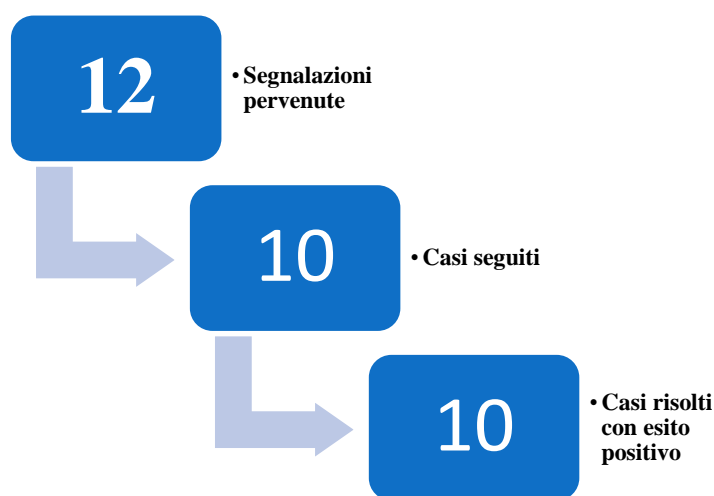 12
• Segnalazioni
pervenute
10
• Casi seguiti
10
• Casi risolti
con esito
positivo